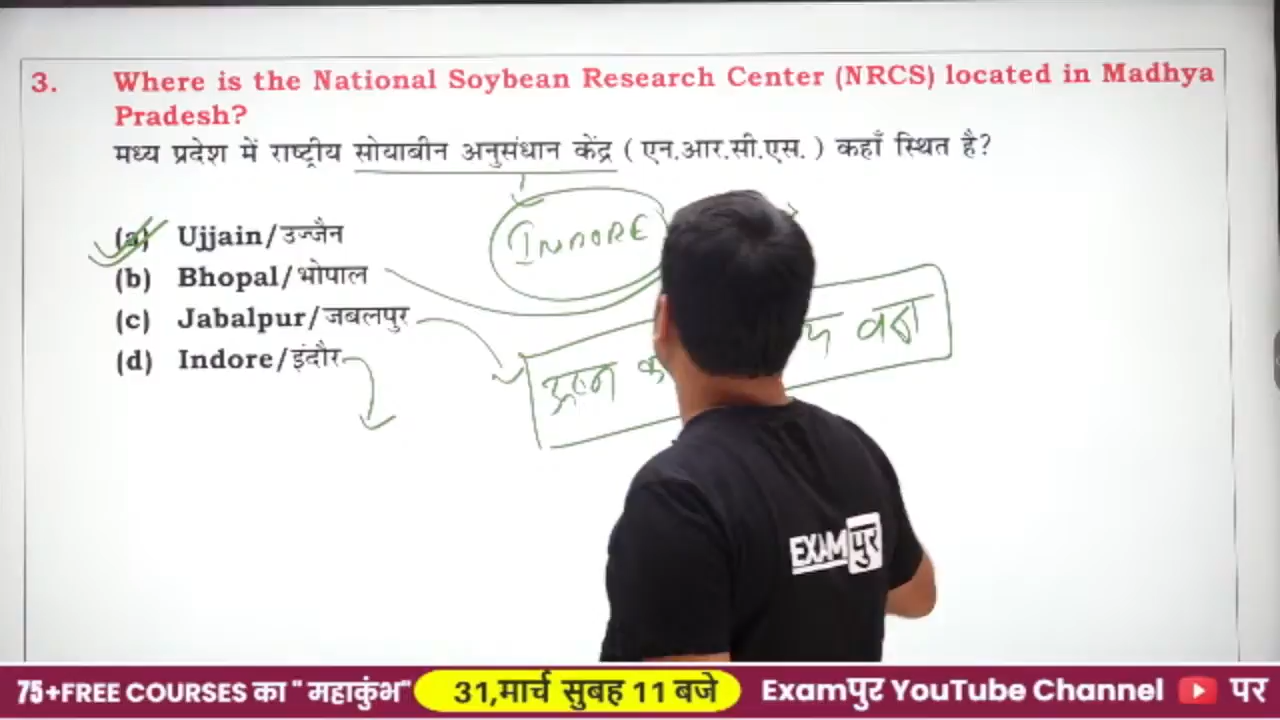 3. Where is the National Soybean Research Center (NRCS) located in Madhya
Pradesh?
मध्य प्रदेश में राष्ट्रीय सोयाबीन अनुसंधान केंद्र ( एन.आर.सी.एस. ) कहाँ स्थित है?
(a) Ujjain/उज्जैन
INDORE
(b) Bhopal/भोपाल
(c) Jabalpur/जबलपुर
(d) Indore/इंदौर
EXAMपुर
75+FREE COURSES का " महाकुंभ" 31,मार्च सुबह 11 बजे Examपुर YouTube Channel पर